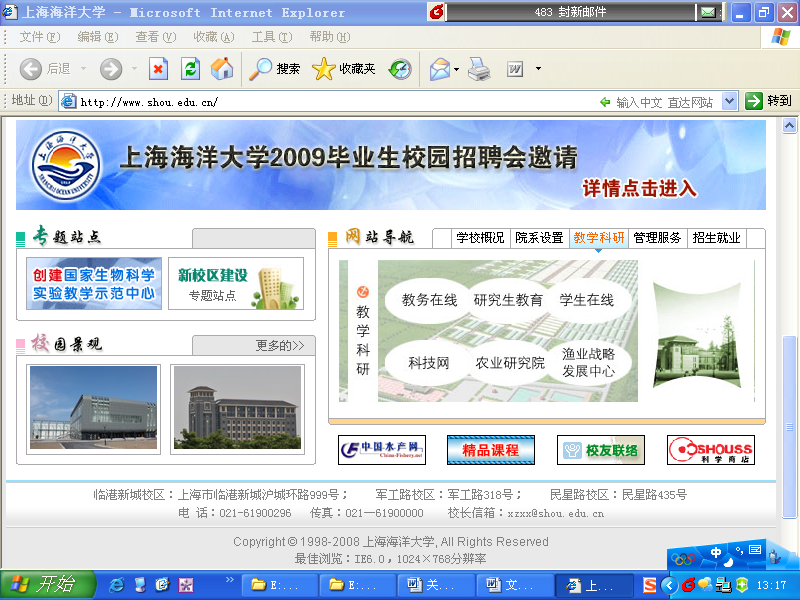 上海海洋大学 - Microsoft Internet Explorer
483 封新邮件
文件(F) 编辑(E) 查看(V) 收藏(A) 工具(T) 帮助(H)
后退 搜索 收藏夹
地址(D) http://www.shou.edu.cn/ 输入中文 直达网站 转到
上海海洋大学2009毕业生校园招聘会邀请
详情点击进入
专题站点
网站导航 学校概况 院系设置 教学科研 管理服务 招生就业
创建国家生物科学
实验教学示范中心
新校区建设
专题站点
教学科研
教务在线 研究生教育 学生在线
科技网 农业研究院 渔业战略
发展中心
校园景观 更多的>>
中国水产网
China-Fishery.net
精品课程
校友联络
SHOUSS
科学商店
临港新城校区：上海市临港新城沪城环路999号； 军工路校区：军工路318号； 民星路校区：民星路435号
电 话：021-61900296 传真：021—61900000 校长信箱：xzxx@shou.edu.cn
Copyright © 1998-2008 上海海洋大学, All Rights Reserved
最佳浏览：IE6.0，1024×768分辨率
中
开始 E:... E:... 关... 文... 上... 13:17